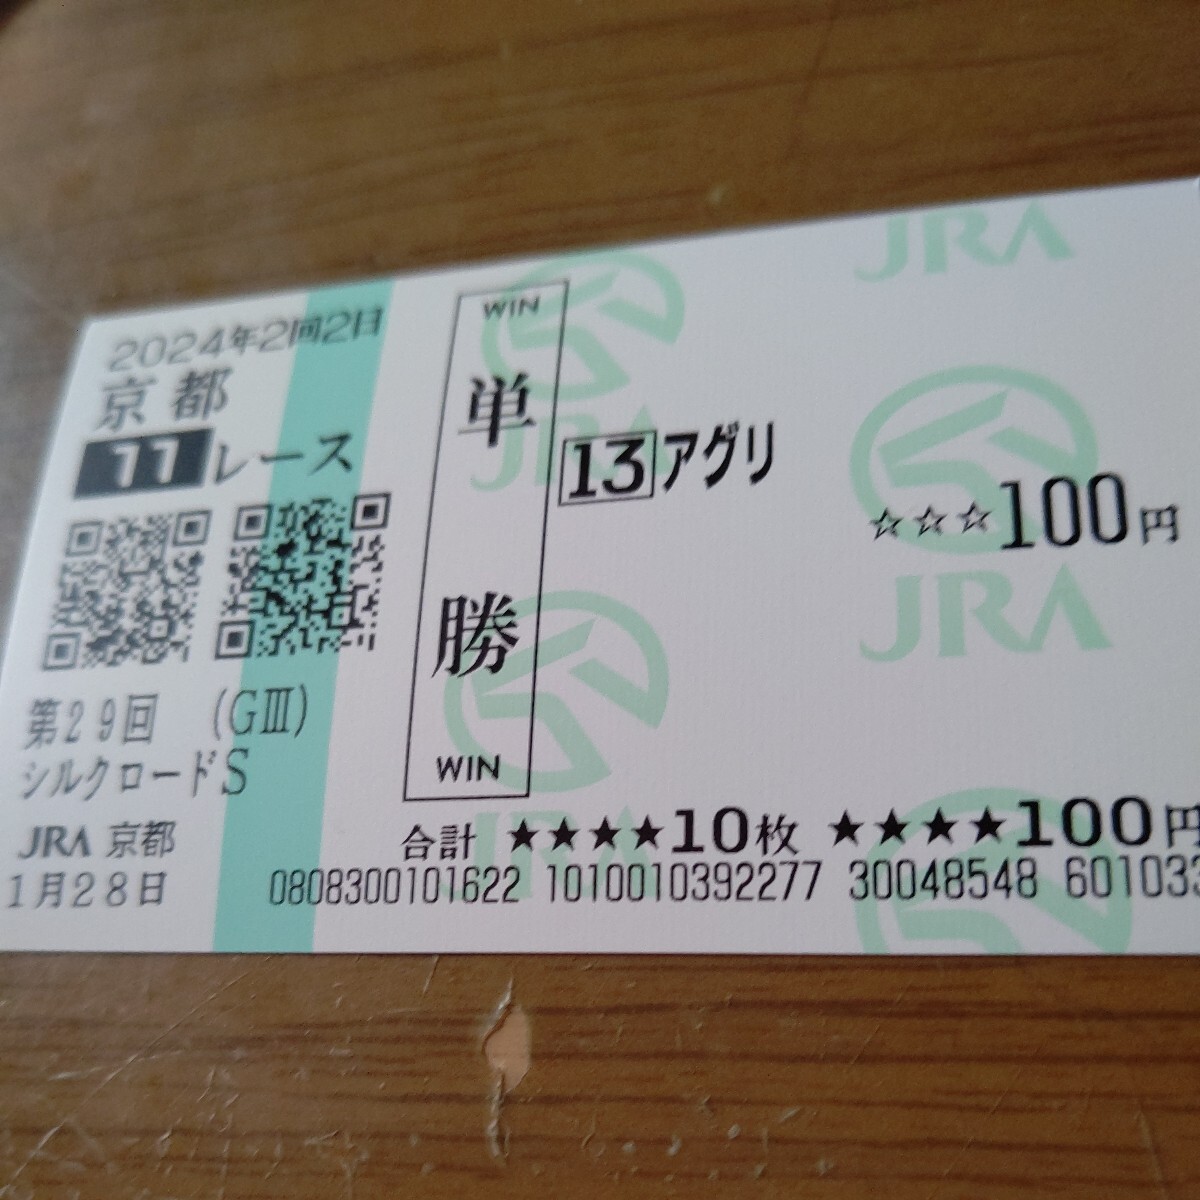 2024年2回2日
京都
11レース
第29回 (GⅢ)
シルクロードS
JRA 京都
1月28日
WIN
単勝
WIN
13アグリ
☆☆☆100円
合計 ★★★★10枚 ★★★★100円
0808300101622 1010010392277 30048548 601033
JRA
JRA
JRA